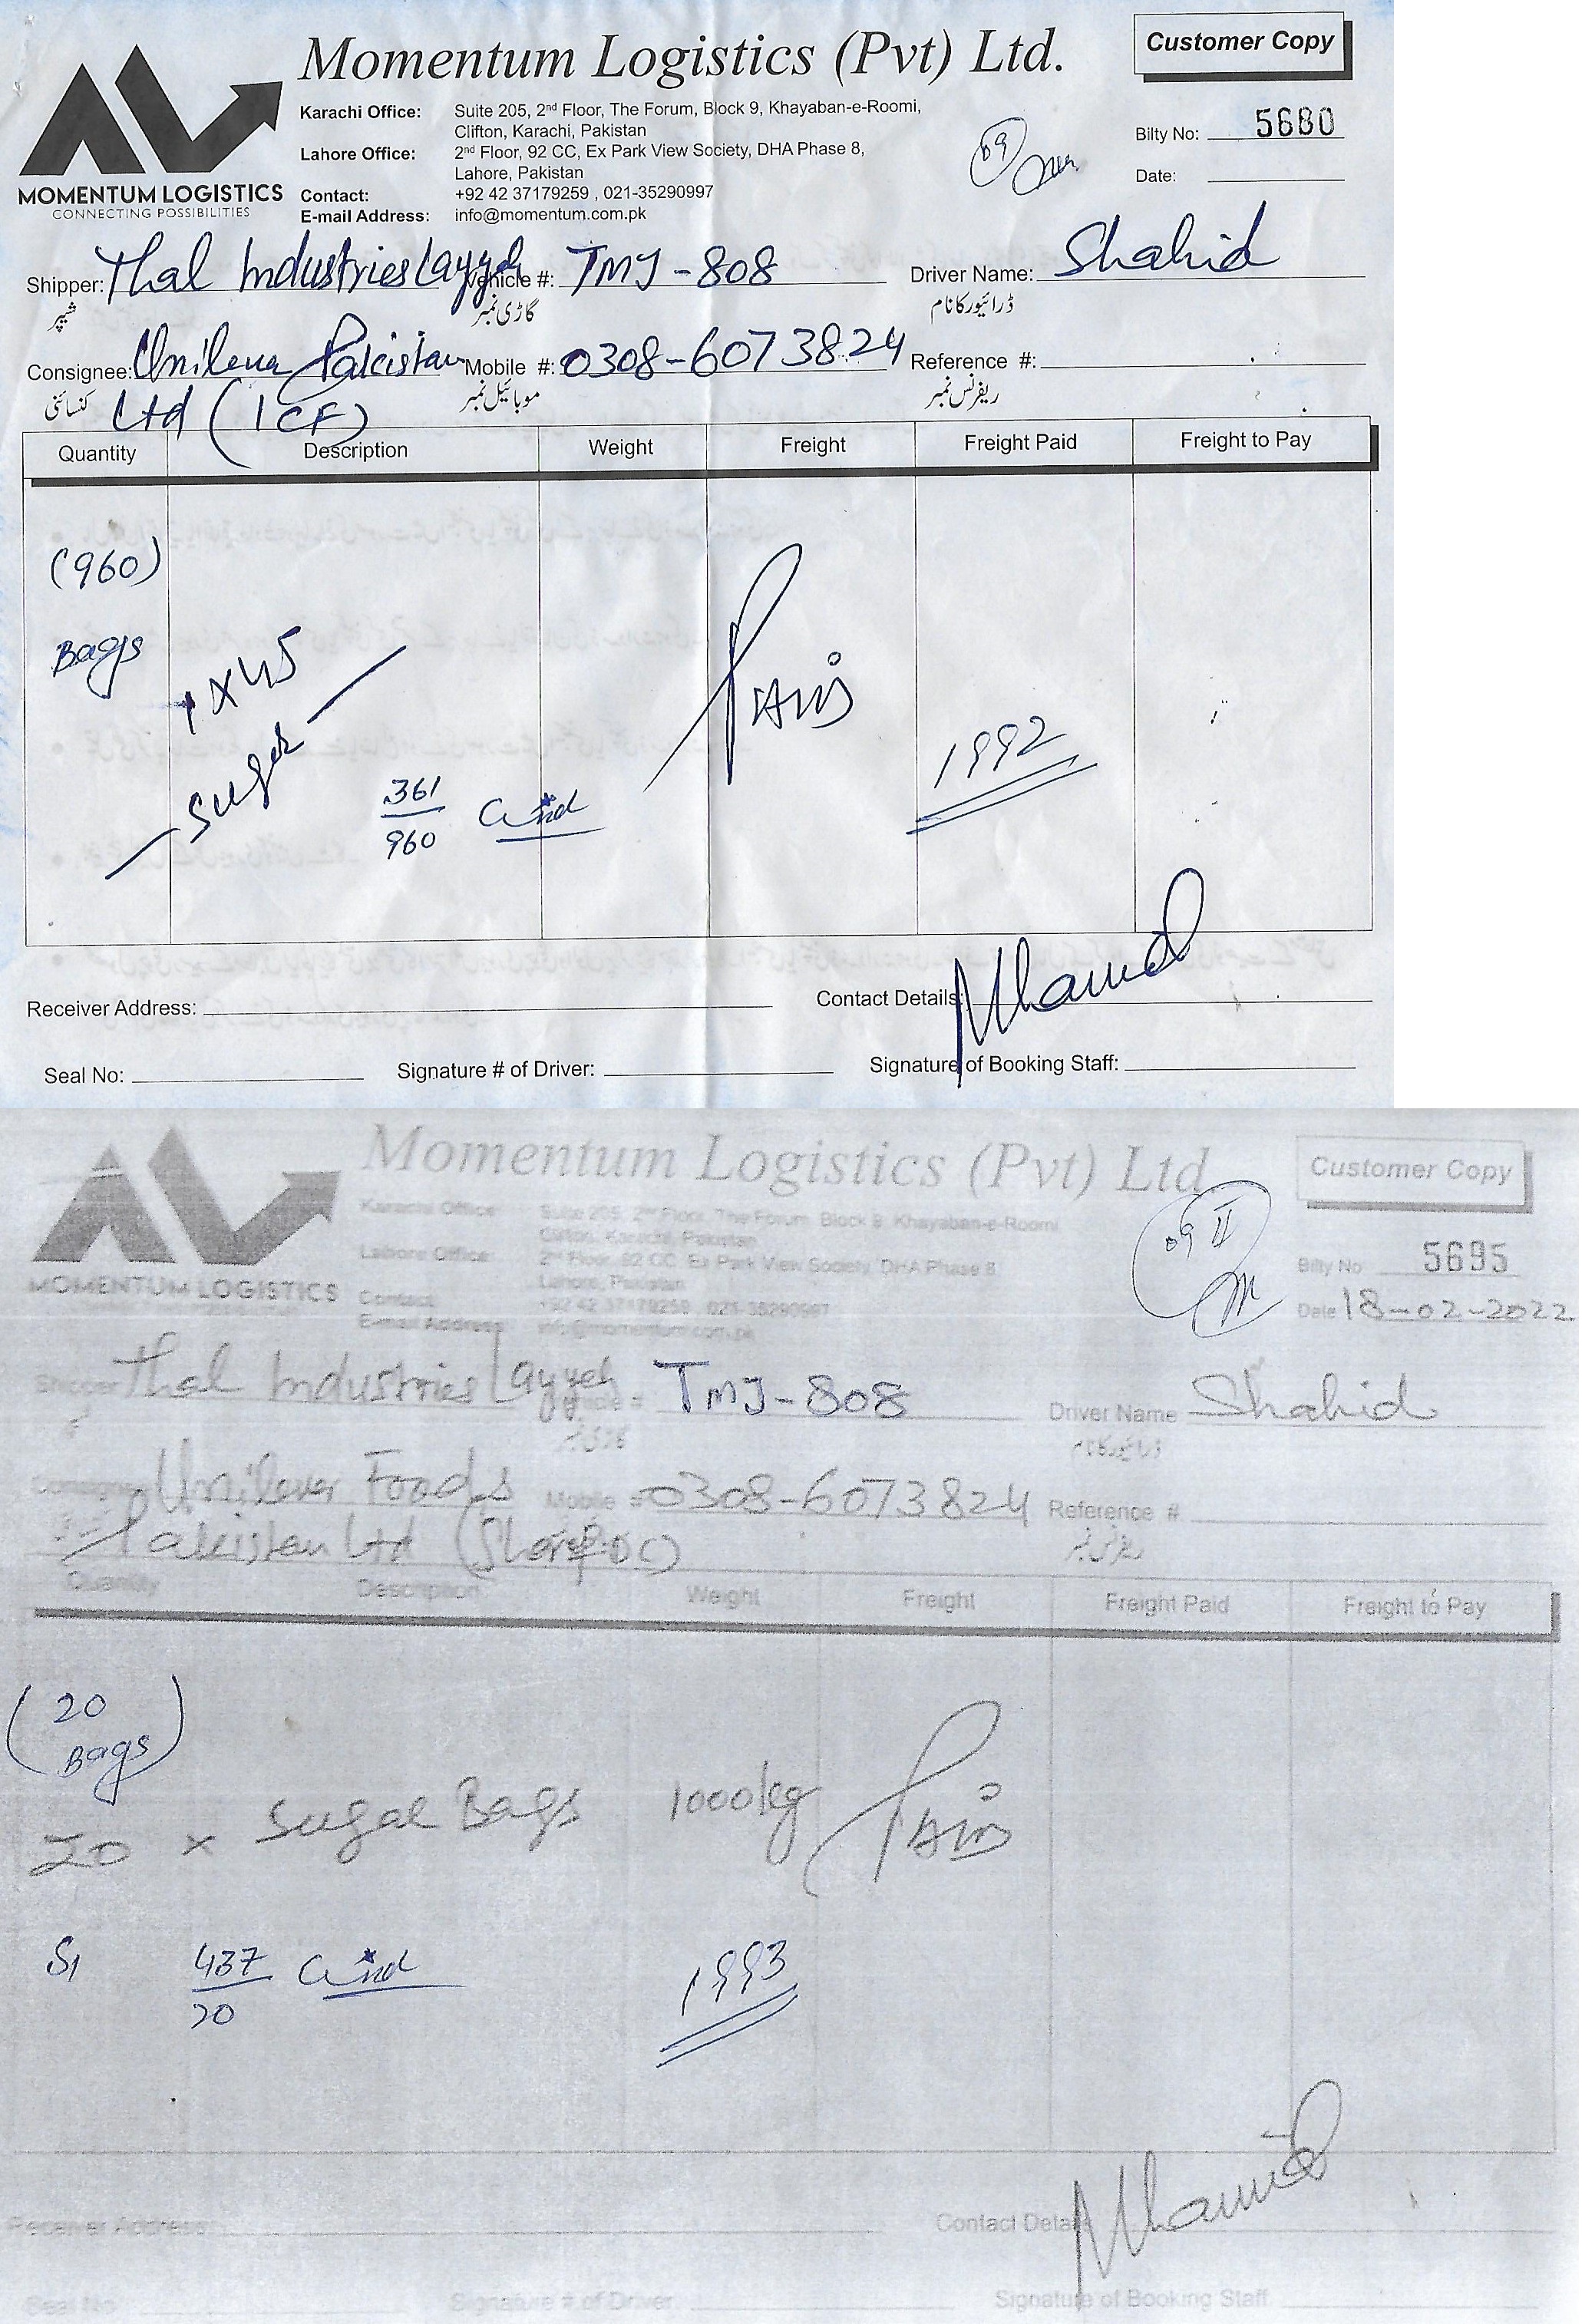 Momentum Logistics (Pvt) Ltd.
Customer Copy
MOMENTUM LOGISTICS
CONNECTING POSSIBILITIES
Karachi Office: Suite 205, 2nd Floor, The Forum, Block 9, Khayaban-e-Roomi,
Clifton, Karachi, Pakistan
Lahore Office: 2nd Floor, 92 CC, Ex Park View Society, DHA Phase 8,
Lahore, Pakistan
Contact: +92 42 37179259 , 021-35290997
E-mail Address: info@momentum.com.pk
09
Bilty No: 5680
Date:
Shipper: Thal Industries Layyah Vehicle #: TMJ-808 Driver Name: Shahid
شیپر گاڑی نمبر ڈرائیور کا نام
Consignee: Unilever Pakistan Mobile #: 0308-6073824 Reference #:
کنسائنی موبائیل نمبر ریفرنس نمبر
Ltd (ICF)
Quantity Description Weight Freight Freight Paid Freight to Pay
(960)
Bags
1x45
Sugar
361
960
1992
Receiver Address: Contact Details:
Seal No: Signature # of Driver: Signature of Booking Staff:
Momentum Logistics (Pvt) Ltd
Customer Copy
MOMENTUM LOGISTICS
Karachi Office Suite 205, 2nd Floor, The Forum, Block 9, Khayaban-e-Roomi
Clifton, Karachi, Pakistan
Lahore Office 2nd Floor, 92 CC, Ex Park View Society, DHA Phase 8
Lahore, Pakistan
Contact +92 42 37179259 , 021-35290997
E-mail Address info@momentum.com.pk
09 II
Bilty No 5695
Date 18-02-2022
Shipper Thal Industries Layyah Vehicle # TMJ-808 Driver Name Shahid
گاڑی نمبر ڈرائیور کا نام
Consignee Unilever Foods Mobile # 0308-6073824 Reference #
Pakistan Ltd
ریفرنس نمبر
Quantity Description Weight Freight Freight Paid Freight to Pay
(20
Bags)
20 x Sugar Bags 1000kg
S1 437
20
1993
Receiver Address Contact Details
Seal No Signature # of Driver Signature of Booking Staff